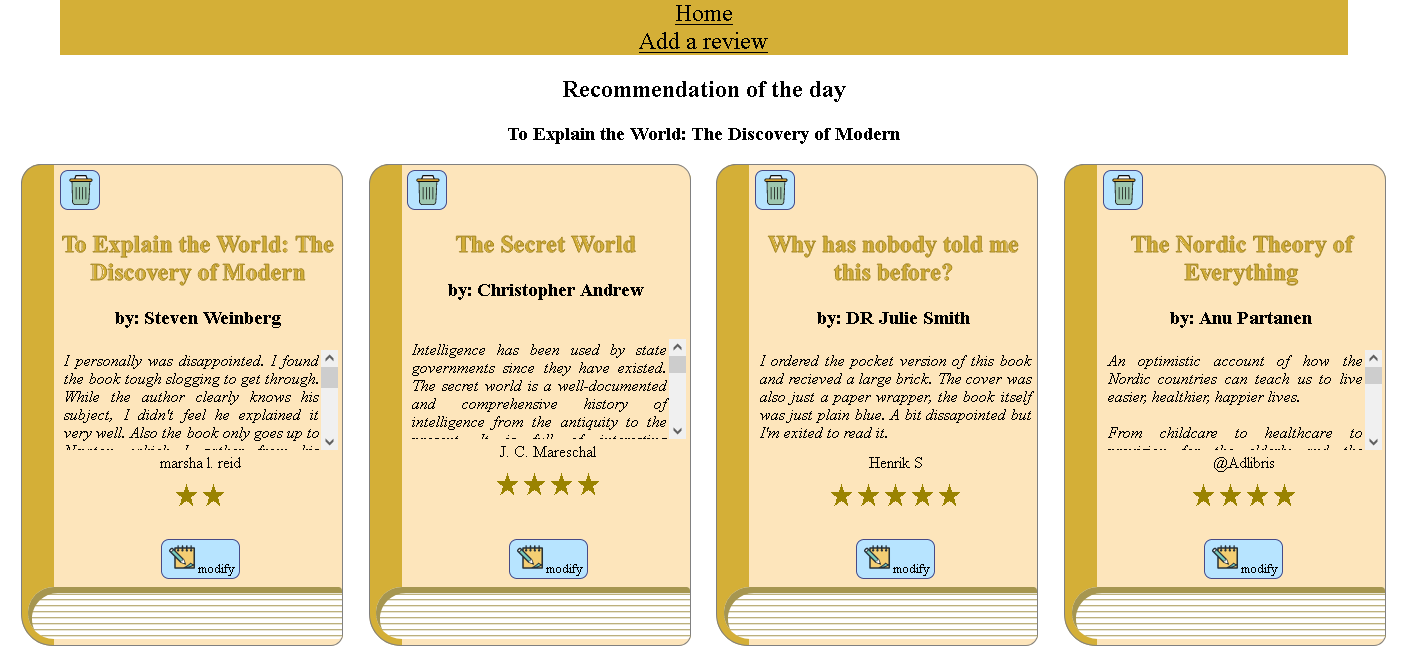 Home
Add a review
Recommendation of the day
To Explain the World: The Discovery of Modern
To Explain the World: The
Discovery of Modern
by: Steven Weinberg
I personally was disappointed. I found
the book tough slogging to get through.
While the author clearly knows his
subject, I didn't feel he explained it
very well. Also the book only goes up to
marsha l. reid
modify
The Secret World
by: Christopher Andrew
Intelligence has been used by state
governments since they have existed.
The secret world is a well-documented
and comprehensive history of
intelligence from the antiquity to the
J. C. Mareschal
modify
Why has nobody told me
this before?
by: DR Julie Smith
I ordered the pocket version of this book
and recieved a large brick. The cover was
also just a paper wrapper, the book itself
was just plain blue. A bit dissapointed but
I'm exited to read it.
Henrik S
modify
The Nordic Theory of
Everything
by: Anu Partanen
An optimistic account of how the
Nordic countries can teach us to live
easier, healthier, happier lives.
From childcare to healthcare to
@Adlibris
modify